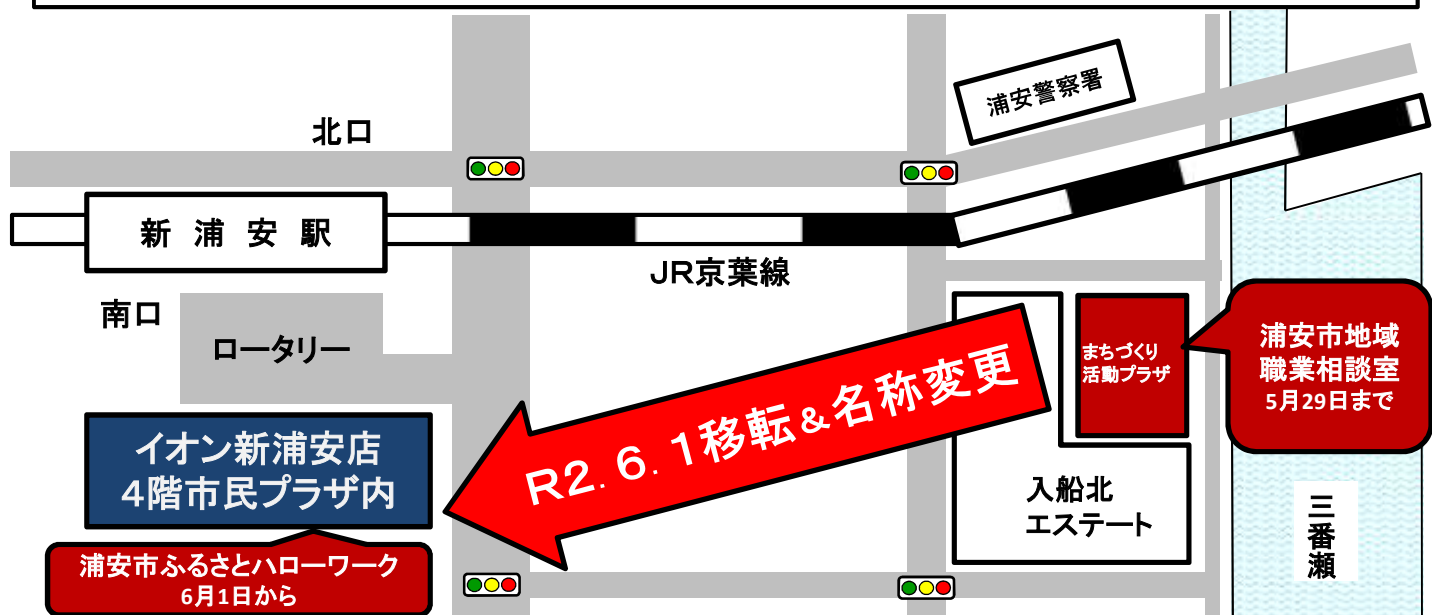 浦安警察署
北口
新浦安駅
JR京葉線
南口
ロータリー
まちづくり
活動プラザ
浦安市地域
職業相談室
5月29日まで
R2.6.1移転&名称変更
イオン新浦安店
4階市民プラザ内
入船北
エステート
三番瀬
浦安市ふるさとハローワーク
6月1日から